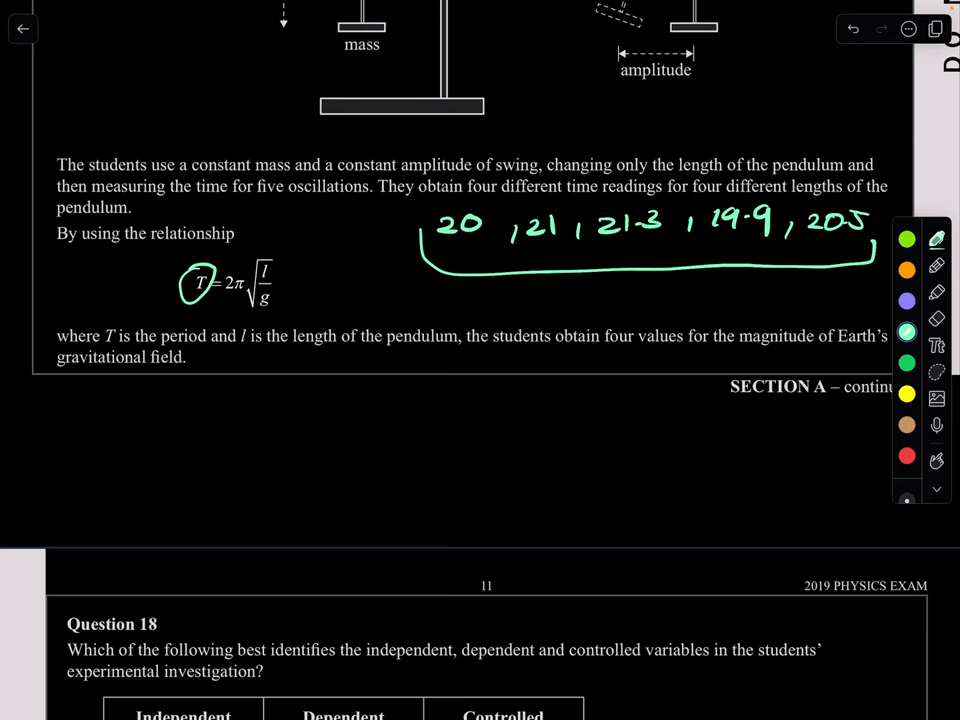 mass
amplitude
The students use a constant mass and a constant amplitude of swing, changing only the length of the pendulum and
then measuring the time for five oscillations. They obtain four different time readings for four different lengths of the
pendulum.
20 , 21 , 21.3 , 19.9 , 20.5
By using the relationship
T = 2π√(l/g)
where T is the period and l is the length of the pendulum, the students obtain four values for the magnitude of Earth’s
gravitational field.
SECTION A – continu
Tt
11
2019 PHYSICS EXAM
Question 18
Which of the following best identifies the independent, dependent and controlled variables in the students’
experimental investigation?
Independent Dependent Controlled